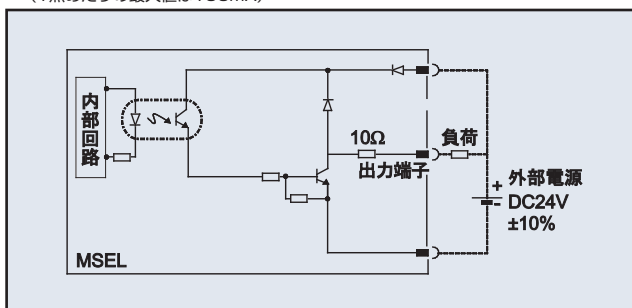 内部回路
10Ω
負荷
出力端子
+
外部電源
-
DC24V
±10%
MSEL